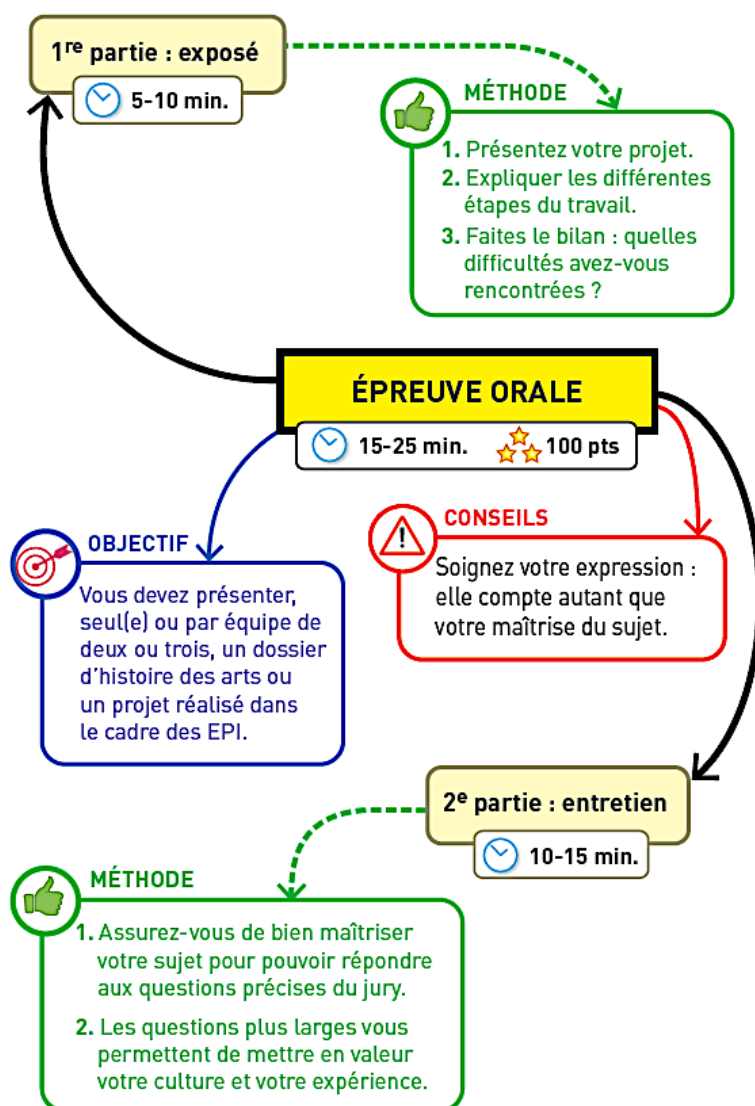 1re partie : exposé
5-10 min.
MÉTHODE
1. Présentez votre projet.
2. Expliquer les différentes
étapes du travail.
3. Faites le bilan : quelles
difficultés avez-vous
rencontrées ?
ÉPREUVE ORALE
15-25 min. 100 pts
OBJECTIF
Vous devez présenter,
seul(e) ou par équipe de
deux ou trois, un dossier
d'histoire des arts ou
un projet réalisé dans
le cadre des EPI.
CONSEILS
Soignez votre expression :
elle compte autant que
votre maîtrise du sujet.
2e partie : entretien
10-15 min.
MÉTHODE
1. Assurez-vous de bien maîtriser
votre sujet pour pouvoir répondre
aux questions précises du jury.
2. Les questions plus larges vous
permettent de mettre en valeur
votre culture et votre expérience.